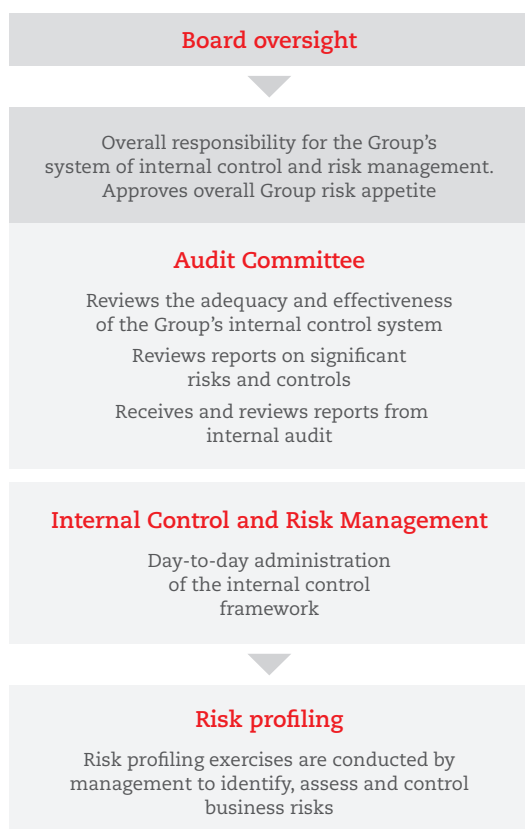 Board oversight
Overall responsibility for the Group's
system of internal control and risk management.
Approves overall Group risk appetite
Audit Committee
Reviews the adequacy and effectiveness
of the Group's internal control system
Reviews reports on significant
risks and controls
Receives and reviews reports from
internal audit
Internal Control and Risk Management
Day-to-day administration
of the internal control
framework
Risk profiling
Risk profiling exercises are conducted by
management to identify, assess and control
business risks